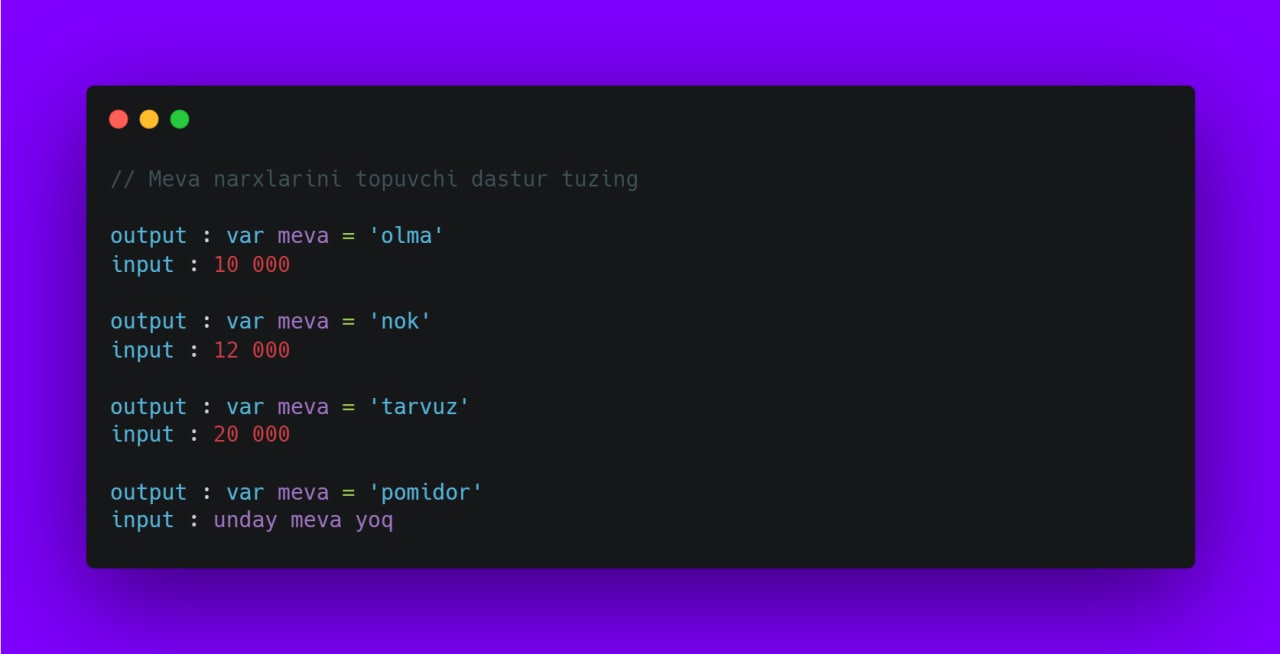 // Meva narxlarini topuvchi dastur tuzing
output : var meva = 'olma'
input : 10 000
output : var meva = 'nok'
input : 12 000
output : var meva = 'tarvuz'
input : 20 000
output : var meva = 'pomidor'
input : unday meva yoq